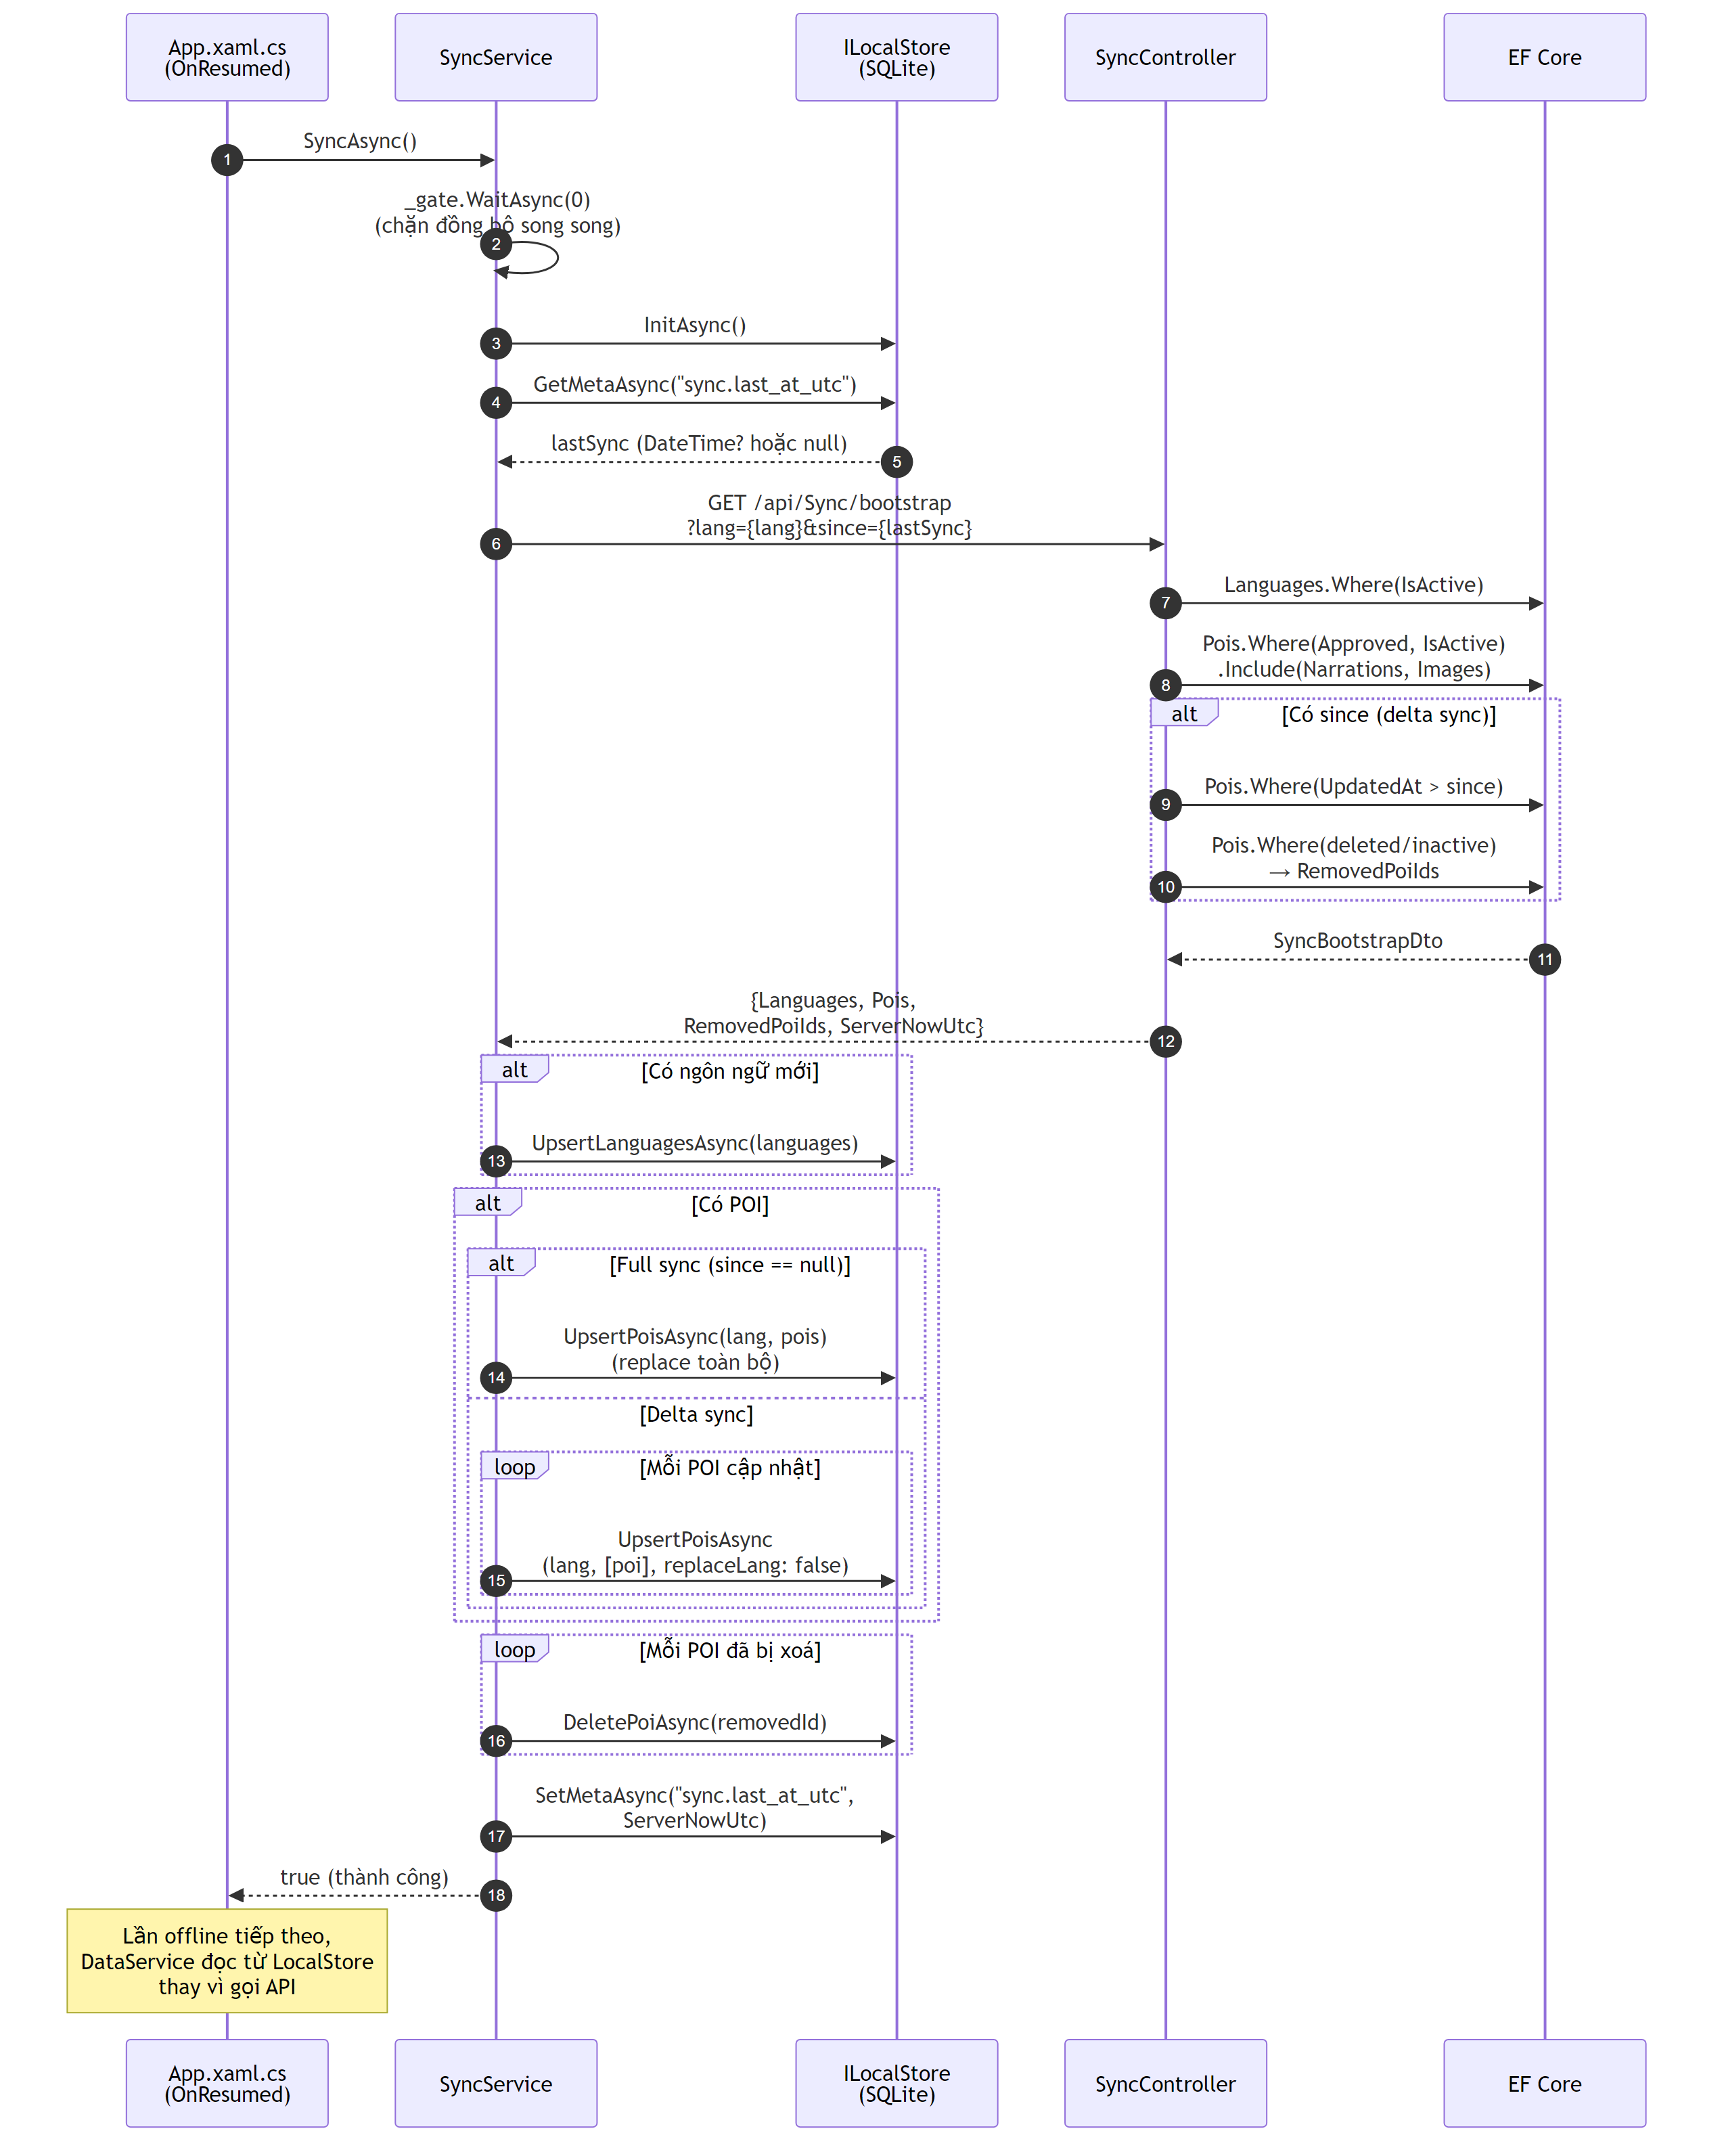 App.xaml.cs
(OnResumed)
SyncService
ILocalStore
(SQLite)
SyncController
EF Core
SyncAsync()
1
_gate.WaitAsync(0)
(chặn đồng bộ song song)
2
InitAsync()
3
GetMetaAsync("sync.last_at_utc")
4
lastSync (DateTime? hoặc null)
5
GET /api/Sync/bootstrap
?lang={lang}&since={lastSync}
6
Languages.Where(IsActive)
7
Pois.Where(Approved, IsActive)
.Include(Narrations, Images)
8
alt
[Có since (delta sync)]
Pois.Where(UpdatedAt > since)
9
Pois.Where(deleted/inactive)
→ RemovedPoiIds
10
SyncBootstrapDto
11
{Languages, Pois,
RemovedPoiIds, ServerNowUtc}
12
alt
[Có ngôn ngữ mới]
UpsertLanguagesAsync(languages)
13
alt
[Có POI]
alt
[Full sync (since == null)]
UpsertPoisAsync(lang, pois)
(replace toàn bộ)
14
[Delta sync]
loop
[Mỗi POI cập nhật]
UpsertPoisAsync
(lang, [poi], replaceLang: false)
15
loop
[Mỗi POI đã bị xoá]
DeletePoiAsync(removedId)
16
SetMetaAsync("sync.last_at_utc",
ServerNowUtc)
17
true (thành công)
18
Lần offline tiếp theo,
DataService đọc từ LocalStore
thay vì gọi API
App.xaml.cs
(OnResumed)
SyncService
ILocalStore
(SQLite)
SyncController
EF Core